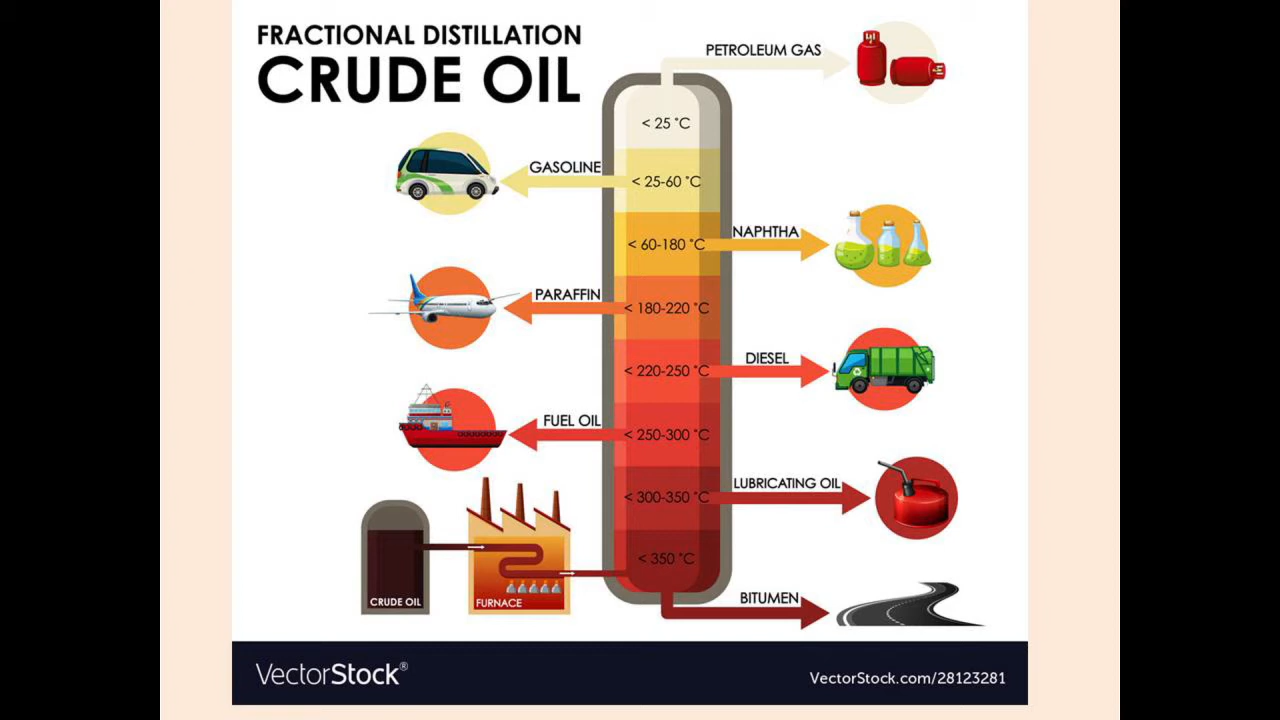 FRACTIONAL DISTILLATION
CRUDE OIL
PETROLEUM GAS
< 25 °C
GASOLINE
< 25-60 °C
< 60-180 °C
NAPHTHA
PARAFFIN
< 180-220 °C
< 220-250 °C
DIESEL
FUEL OIL
< 250-300 °C
< 300-350 °C
LUBRICATING OIL
< 350 °C
CRUDE OIL
FURNACE
BITUMEN
VectorStock®
VectorStock.com/28123281